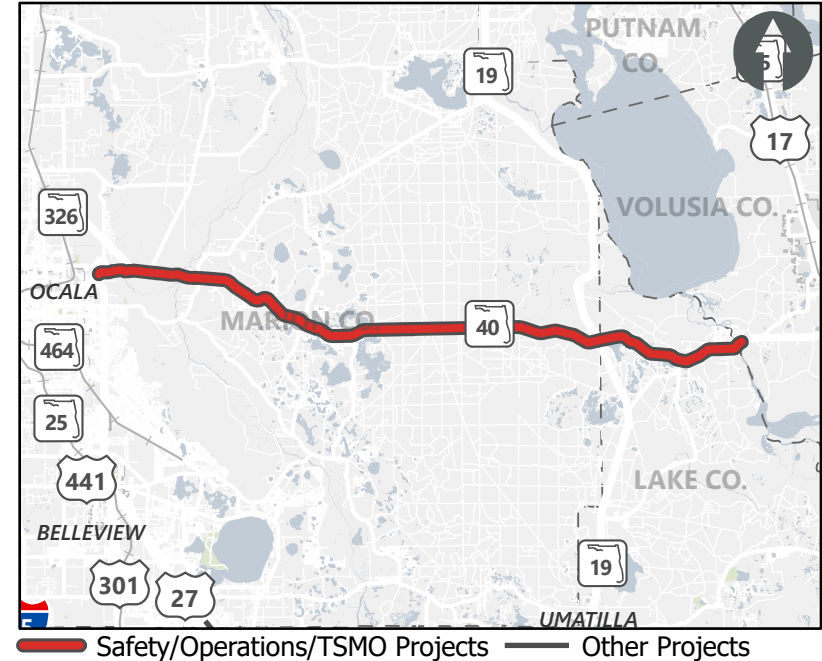 PUTNAM
CO.
19
5
17
326
VOLUSIA CO.
OCALA
MARION CO.
40
464
25
441
LAKE CO.
BELLEVIEW
19
301
27
UMATILLA
Safety/Operations/TSMO Projects
Other Projects